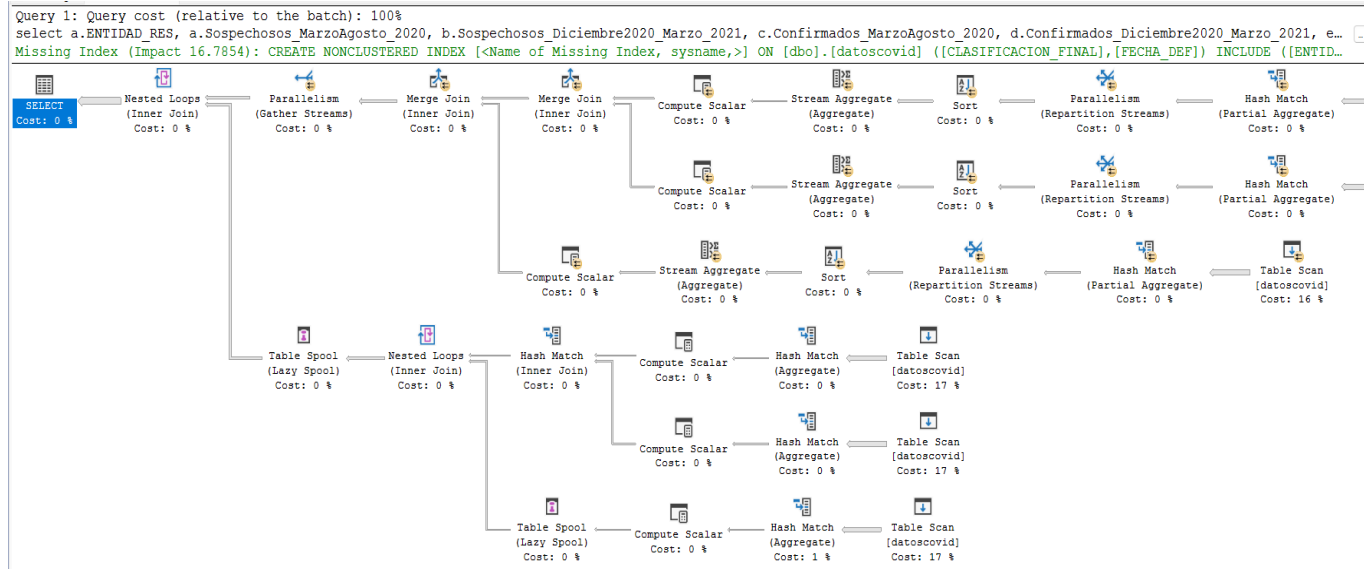 Query 1: Query cost (relative to the batch): 100%
select a.ENTIDAD_RES, a.Sospechosos_MarzoAgosto_2020, b.Sospechosos_Diciembre2020_Marzo_2021, c.Confirmados_MarzoAgosto_2020, d.Confirmados_Diciembre2020_Marzo_2021, e…
Missing Index (Impact 16.7854): CREATE NONCLUSTERED INDEX [<Name of Missing Index, sysname,>] ON [dbo].[datoscovid] ([CLASIFICACION_FINAL],[FECHA_DEF]) INCLUDE ([ENTID…
SELECT
Cost: 0 %
Nested Loops
(Inner Join)
Cost: 0 %
Parallelism
(Gather Streams)
Cost: 0 %
Merge Join
(Inner Join)
Cost: 0 %
Merge Join
(Inner Join)
Cost: 0 %
Compute Scalar
Cost: 0 %
Stream Aggregate
(Aggregate)
Cost: 0 %
Sort
Cost: 0 %
Parallelism
(Repartition Streams)
Cost: 0 %
Hash Match
(Partial Aggregate)
Cost: 0 %
Compute Scalar
Cost: 0 %
Stream Aggregate
(Aggregate)
Cost: 0 %
Sort
Cost: 0 %
Parallelism
(Repartition Streams)
Cost: 0 %
Hash Match
(Partial Aggregate)
Cost: 0 %
Compute Scalar
Cost: 0 %
Stream Aggregate
(Aggregate)
Cost: 0 %
Sort
Cost: 0 %
Parallelism
(Repartition Streams)
Cost: 0 %
Hash Match
(Partial Aggregate)
Cost: 0 %
Table Scan
[datoscovid]
Cost: 16 %
Table Spool
(Lazy Spool)
Cost: 0 %
Nested Loops
(Inner Join)
Cost: 0 %
Hash Match
(Inner Join)
Cost: 0 %
Compute Scalar
Cost: 0 %
Hash Match
(Aggregate)
Cost: 0 %
Table Scan
[datoscovid]
Cost: 17 %
Compute Scalar
Cost: 0 %
Hash Match
(Aggregate)
Cost: 0 %
Table Scan
[datoscovid]
Cost: 17 %
Table Spool
(Lazy Spool)
Cost: 0 %
Compute Scalar
Cost: 0 %
Hash Match
(Aggregate)
Cost: 1 %
Table Scan
[datoscovid]
Cost: 17 %